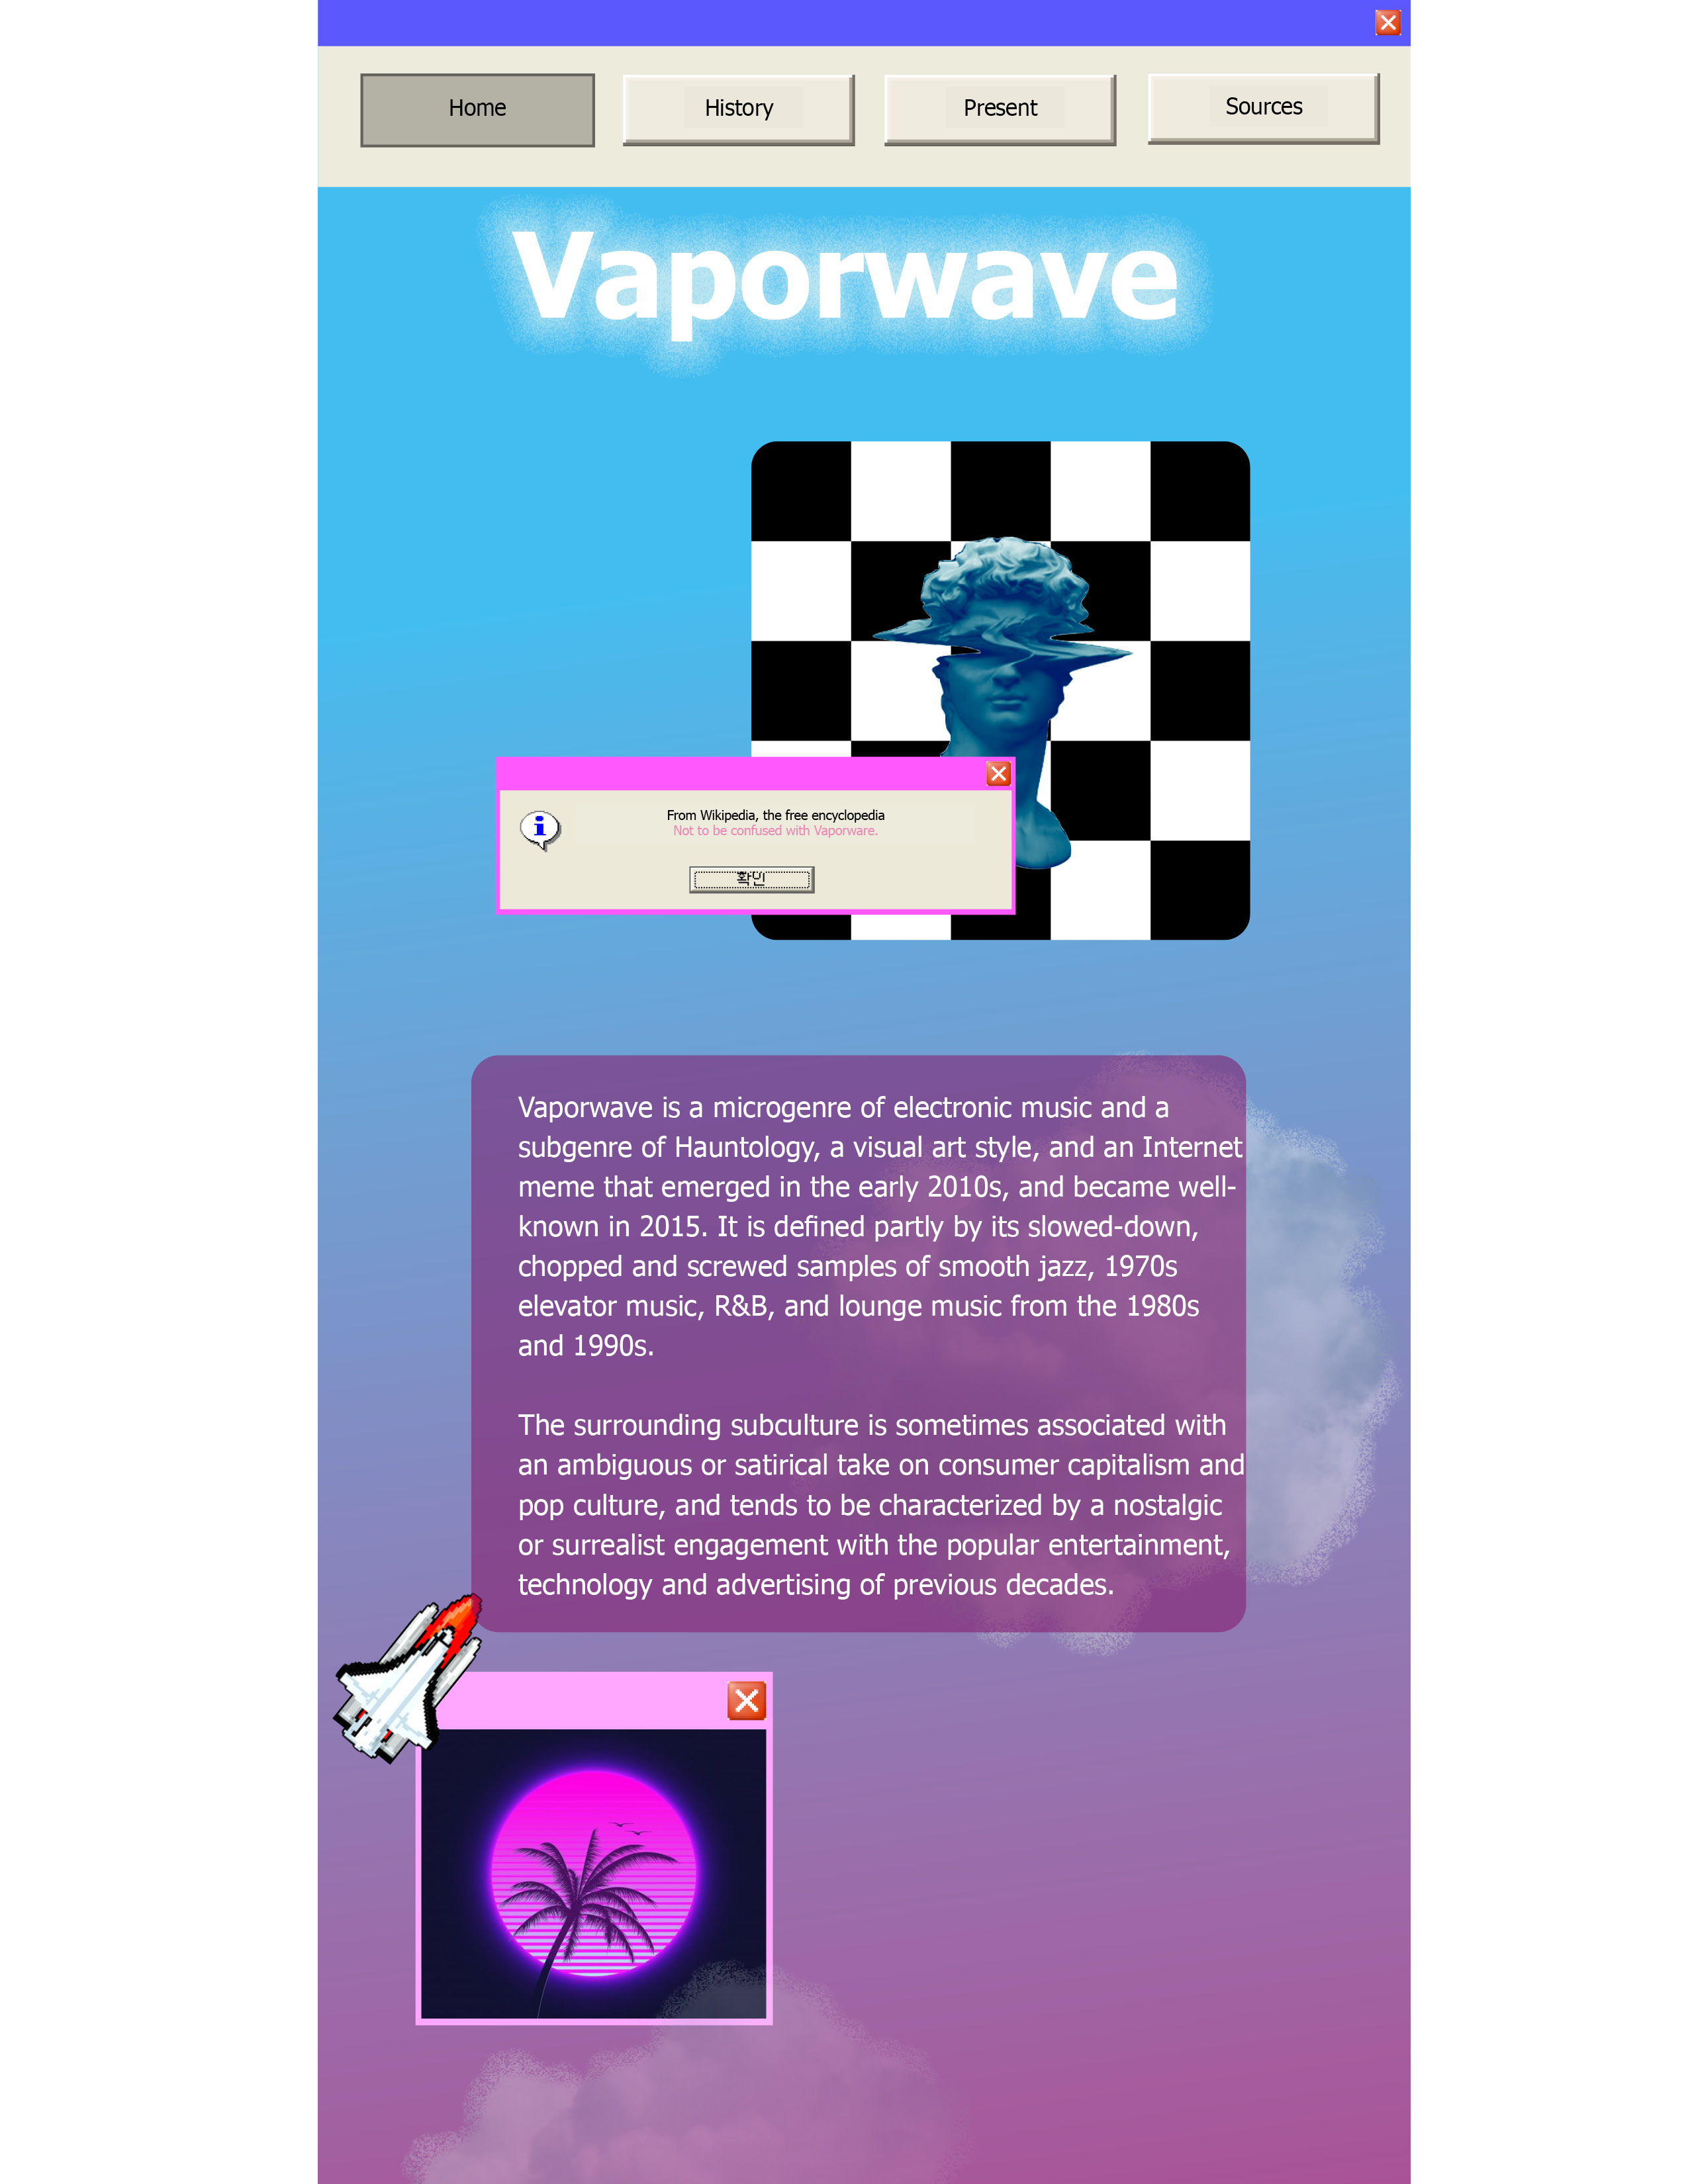 Home
History
Present
Sources
Vaporwave
From Wikipedia, the free encyclopedia
Not to be confused with Vaporware.
확인
Vaporwave is a microgenre of electronic music and a
subgenre of Hauntology, a visual art style, and an Internet
meme that emerged in the early 2010s, and became well-
known in 2015. It is defined partly by its slowed-down,
chopped and screwed samples of smooth jazz, 1970s
elevator music, R&B, and lounge music from the 1980s
and 1990s.
The surrounding subculture is sometimes associated with
an ambiguous or satirical take on consumer capitalism and
pop culture, and tends to be characterized by a nostalgic
or surrealist engagement with the popular entertainment,
technology and advertising of previous decades.